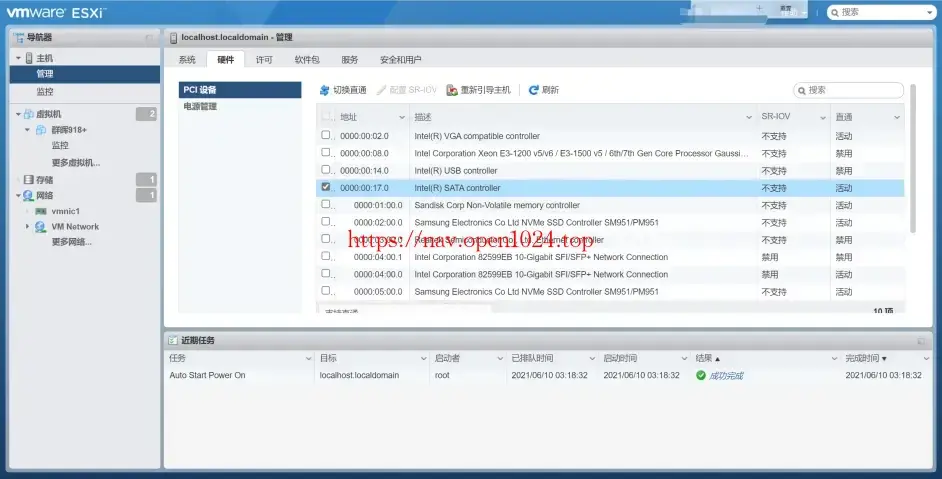 vmware ESXi™
搜索
导航器
主机
管理
监控
虚拟机 2
群晖918+
监控
更多虚拟机...
存储 1
网络 1
vmnic1
VM Network
更多网络...
localhost.localdomain - 管理
系统 硬件 许可 软件包 服务 安全和用户
PCI 设备
电源管理
切换直通 配置 SR-IOV 重新引导主机 刷新 搜索
地址 描述 SR-IOV 直通
0000:00:02.0 Intel(R) VGA compatible controller 不支持 活动
0000:00:08.0 Intel Corporation Xeon E3-1200 v5/v6 / E3-1500 v5 / 6th/7th Gen Core Processor Gaussi... 不支持 禁用
0000:00:14.0 Intel(R) USB controller 不支持 禁用
0000:00:17.0 Intel(R) SATA controller 不支持 活动
0000:01:00.0 Sandisk Corp Non-Volatile memory controller 不支持 活动
0000:02:00.0 Samsung Electronics Co Ltd NVMe SSD Controller SM951/PM951 不支持 活动
https://nav.open1024.top
controller 不支持 禁用
0000:04:00.1 Intel Corporation 82599EB 10-Gigabit SFI/SFP+ Network Connection 禁用 禁用
0000:04:00.0 Intel Corporation 82599EB 10-Gigabit SFI/SFP+ Network Connection 禁用 活动
0000:05:00.0 Samsung Electronics Co Ltd NVMe SSD Controller SM951/PM951 不支持 活动
10 项
近期任务
任务 目标 启动者 已排队时间 启动时间 结果 完成时间
Auto Start Power On localhost.localdomain root 2021/06/10 03:18:32 2021/06/10 03:18:32 成功完成 2021/06/10 03:18:32